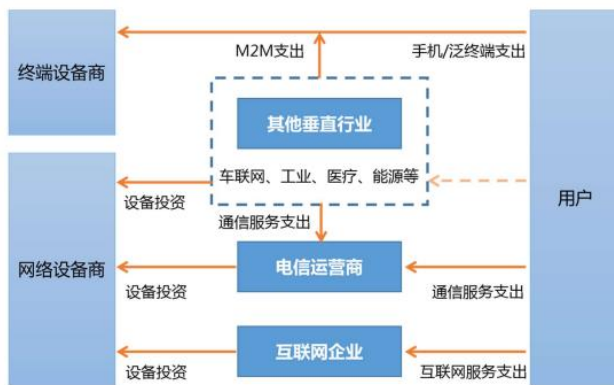 M2M支出
手机/泛终端支出
终端设备商
其他垂直行业
车联网、工业、医疗、能源等
设备投资
通信服务支出
用户
网络设备商
电信运营商
设备投资
通信服务支出
互联网企业
设备投资
互联网服务支出